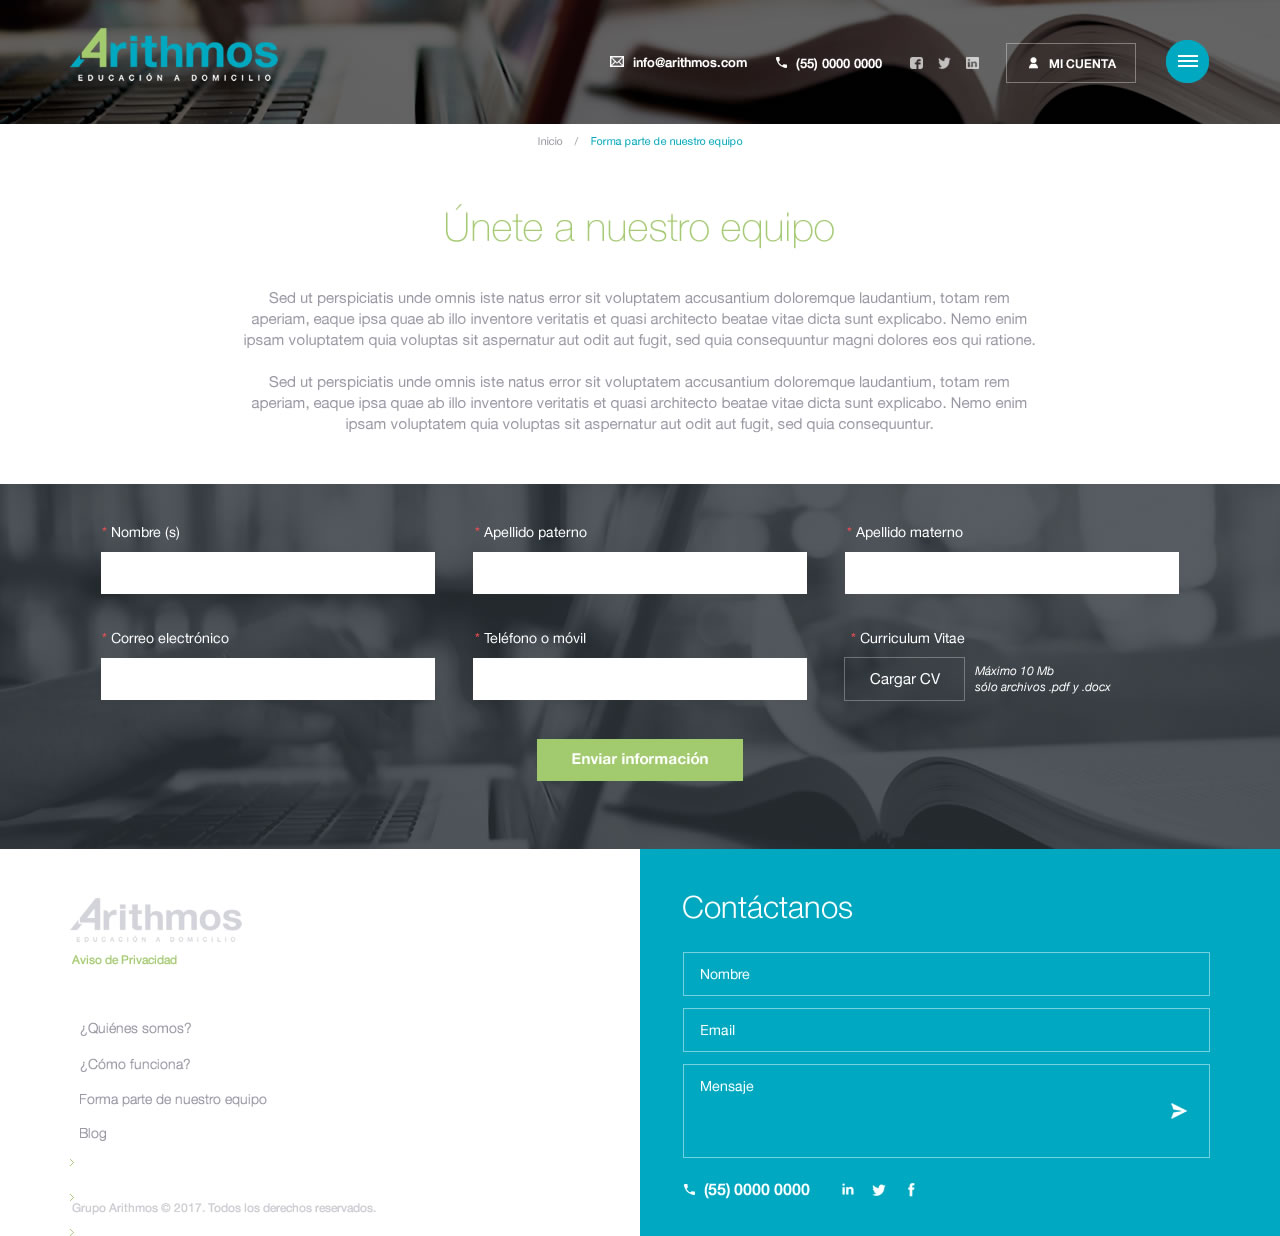 Arithmos
EDUCACIÓN A DOMICILIO
info@arithmos.com
(55) 0000 0000
MI CUENTA
Inicio / Forma parte de nuestro equipo
Únete a nuestro equipo
Sed ut perspiciatis unde omnis iste natus error sit voluptatem accusantium doloremque laudantium, totam rem
aperiam, eaque ipsa quae ab illo inventore veritatis et quasi architecto beatae vitae dicta sunt explicabo. Nemo enim
ipsam voluptatem quia voluptas sit aspernatur aut odit aut fugit, sed quia consequuntur magni dolores eos qui ratione.
Sed ut perspiciatis unde omnis iste natus error sit voluptatem accusantium doloremque laudantium, totam rem
aperiam, eaque ipsa quae ab illo inventore veritatis et quasi architecto beatae vitae dicta sunt explicabo. Nemo enim
ipsam voluptatem quia voluptas sit aspernatur aut odit aut fugit, sed quia consequuntur.
* Nombre (s)
* Apellido paterno
* Apellido materno
* Correo electrónico
* Teléfono o móvil
* Curriculum Vitae
Cargar CV
Máximo 10 Mb
sólo archivos .pdf y .docx
Enviar información
Arithmos
EDUCACIÓN A DOMICILIO
Aviso de Privacidad
¿Quiénes somos?
¿Cómo funciona?
Forma parte de nuestro equipo
Blog
Grupo Arithmos © 2017. Todos los derechos reservados.
Contáctanos
Nombre
Email
Mensaje
(55) 0000 0000